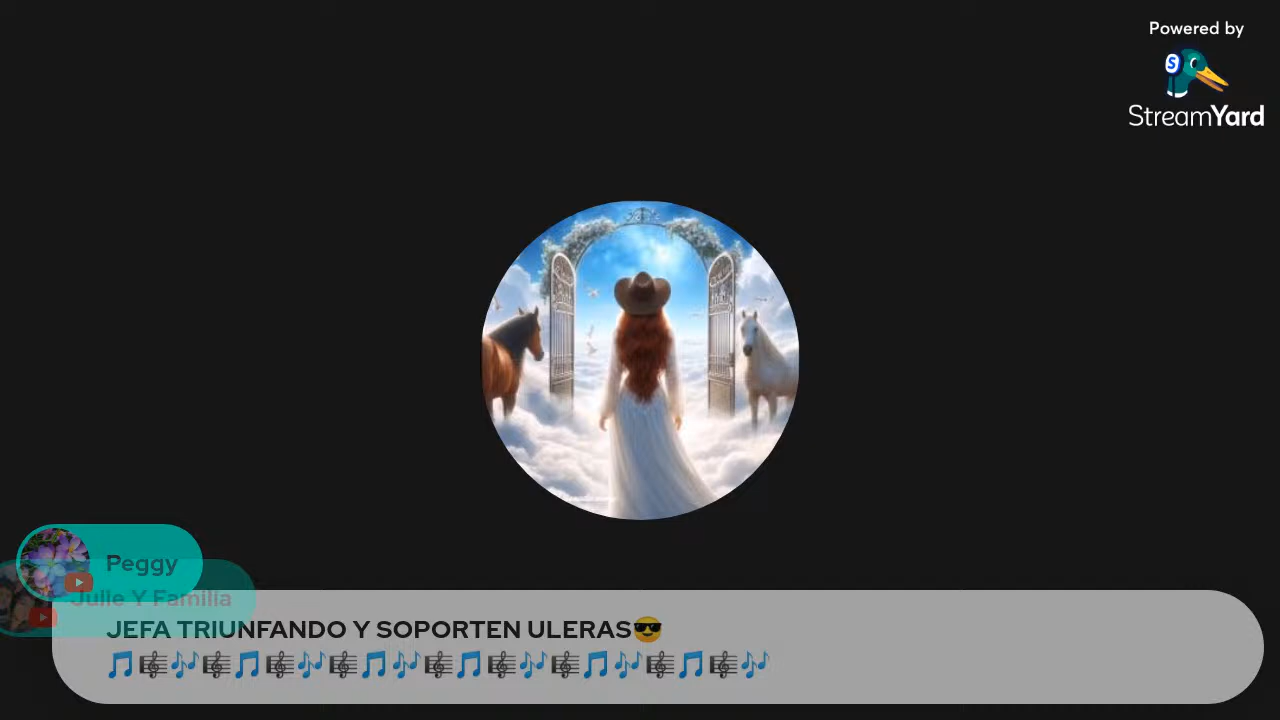 Powered by
S
StreamYard
Peggy
Julie Y Familia
JEFA TRIUNFANDO Y SOPORTEN ULERAS😎
🎵🎼🎶🎼🎵🎼🎶🎼🎵🎶🎼🎵🎼🎶🎼🎵🎶🎼🎵🎼🎶